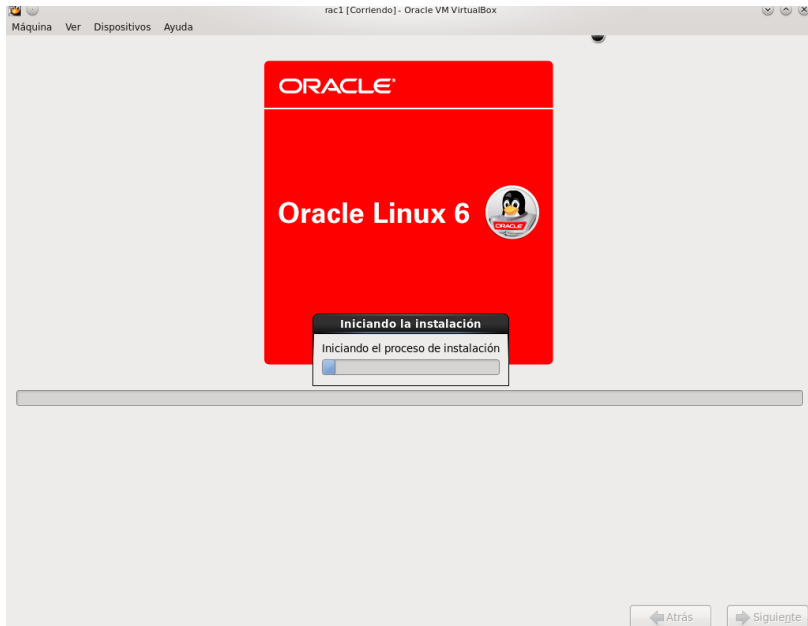 rac1 [Corriendo] - Oracle VM VirtualBox
Máquina Ver Dispositivos Ayuda
ORACLE®
Oracle Linux 6
ORACLE
Iniciando la instalación
Iniciando el proceso de instalación
Atrás Siguiente